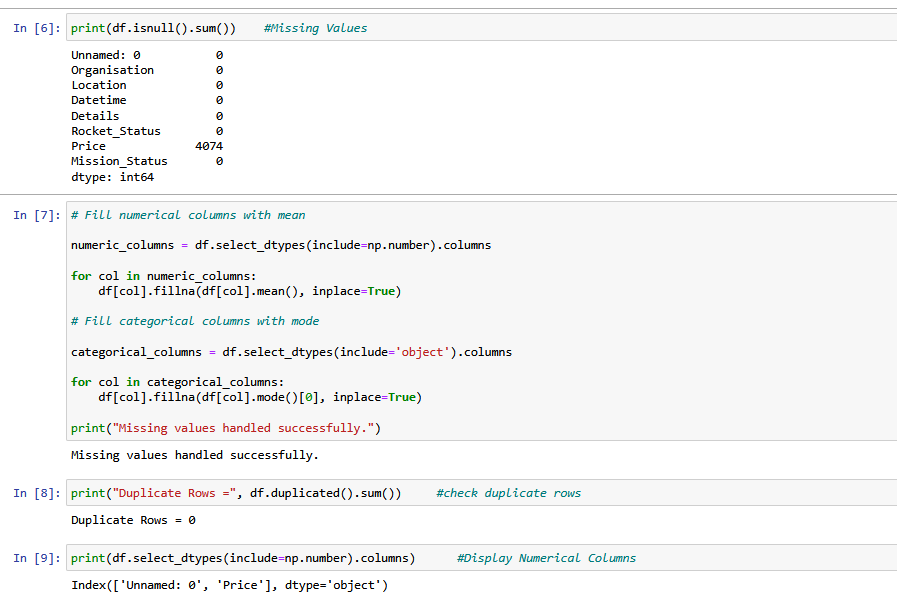 In [6]: print(df.isnull().sum())    #Missing Values
Unnamed: 0           0
Organisation         0
Location             0
Datetime             0
Details              0
Rocket_Status        0
Price             4074
Mission_Status       0
dtype: int64
In [7]: # Fill numerical columns with mean
numeric_columns = df.select_dtypes(include=np.number).columns
for col in numeric_columns:
    df[col].fillna(df[col].mean(), inplace=True)
# Fill categorical columns with mode
categorical_columns = df.select_dtypes(include='object').columns
for col in categorical_columns:
    df[col].fillna(df[col].mode()[0], inplace=True)
print("Missing values handled successfully.")
Missing values handled successfully.
In [8]: print("Duplicate Rows =", df.duplicated().sum())     #check duplicate rows
Duplicate Rows = 0
In [9]: print(df.select_dtypes(include=np.number).columns)      #Display Numerical Columns
Index(['Unnamed: 0', 'Price'], dtype='object')